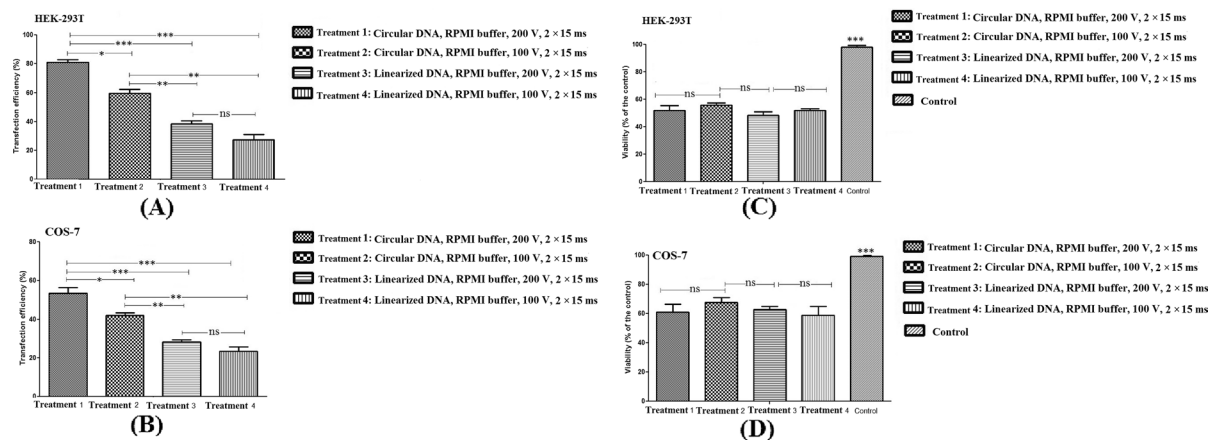 HEK-293T
***
***
*
**
**
ns
Transfection efficiency (%)
100
80
60
40
20
0
Treatment 1
Treatment 2
Treatment 3
Treatment 4
(A)
Treatment 1: Circular DNA, RPMI buffer, 200 V, 2 × 15 ms
Treatment 2: Circular DNA, RPMI buffer, 100 V, 2 × 15 ms
Treatment 3: Linearized DNA, RPMI buffer, 200 V, 2 × 15 ms
Treatment 4: Linearized DNA, RPMI buffer, 100 V, 2 × 15 ms
COS-7
***
***
*
**
**
ns
Transfection efficiency (%)
80
60
40
20
0
Treatment 1
Treatment 2
Treatment 3
Treatment 4
(B)
Treatment 1: Circular DNA, RPMI buffer, 200 V, 2 × 15 ms
Treatment 2: Circular DNA, RPMI buffer, 100 V, 2 × 15 ms
Treatment 3: Linearized DNA, RPMI buffer, 200 V, 2 × 15 ms
Treatment 4: Linearized DNA, RPMI buffer, 100 V, 2 × 15 ms
HEK-293T
***
ns
ns
ns
Viability (% of the control)
100
80
60
40
20
0
Treatment 1
Treatment 2
Treatment 3
Treatment 4
Control
(C)
Treatment 1: Circular DNA, RPMI buffer, 200 V, 2 × 15 ms
Treatment 2: Circular DNA, RPMI buffer, 100 V, 2 × 15 ms
Treatment 3: Linearized DNA, RPMI buffer, 200 V, 2 × 15 ms
Treatment 4: Linearized DNA, RPMI buffer, 100 V, 2 × 15 ms
Control
COS-7
***
ns
ns
ns
Viability (% of the control)
100
80
60
40
20
0
Treatment 1
Treatment 2
Treatment 3
Treatment 4
Control
(D)
Treatment 1: Circular DNA, RPMI buffer, 200 V, 2 × 15 ms
Treatment 2: Circular DNA, RPMI buffer, 100 V, 2 × 15 ms
Treatment 3: Linearized DNA, RPMI buffer, 200 V, 2 × 15 ms
Treatment 4: Linearized DNA, RPMI buffer, 100 V, 2 × 15 ms
Control